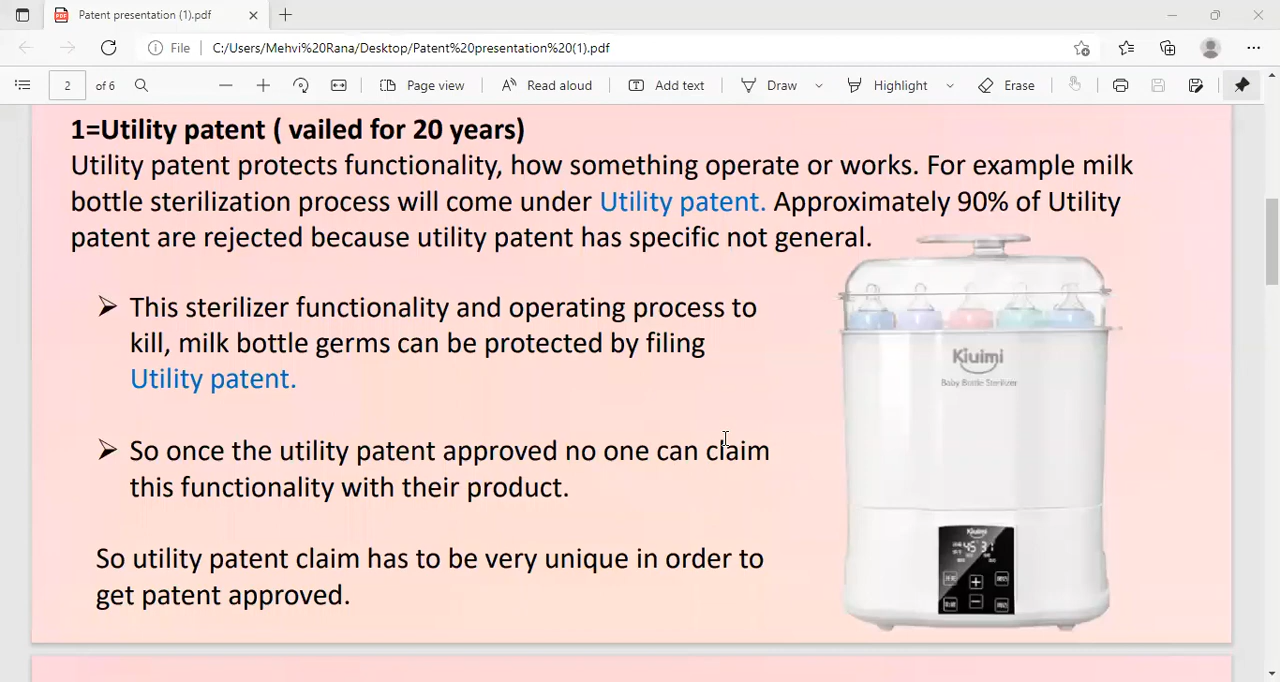 Patent presentation (1).pdf
File
C:/Users/Mehvi%20Rana/Desktop/Patent%20presentation%20(1).pdf
2 of 6
Page view
Read aloud
Add text
Draw
Highlight
Erase
1=Utility patent ( vailed for 20 years)
Utility patent protects functionality, how something operate or works. For example milk
bottle sterilization process will come under Utility patent. Approximately 90% of Utility
patent are rejected because utility patent has specific not general.
➢ This sterilizer functionality and operating process to
kill, milk bottle germs can be protected by filing
Utility patent.
➢ So once the utility patent approved no one can claim
this functionality with their product.
So utility patent claim has to be very unique in order to
get patent approved.
Kiuimi
Baby Bottle Sterilizer
Kiuimi